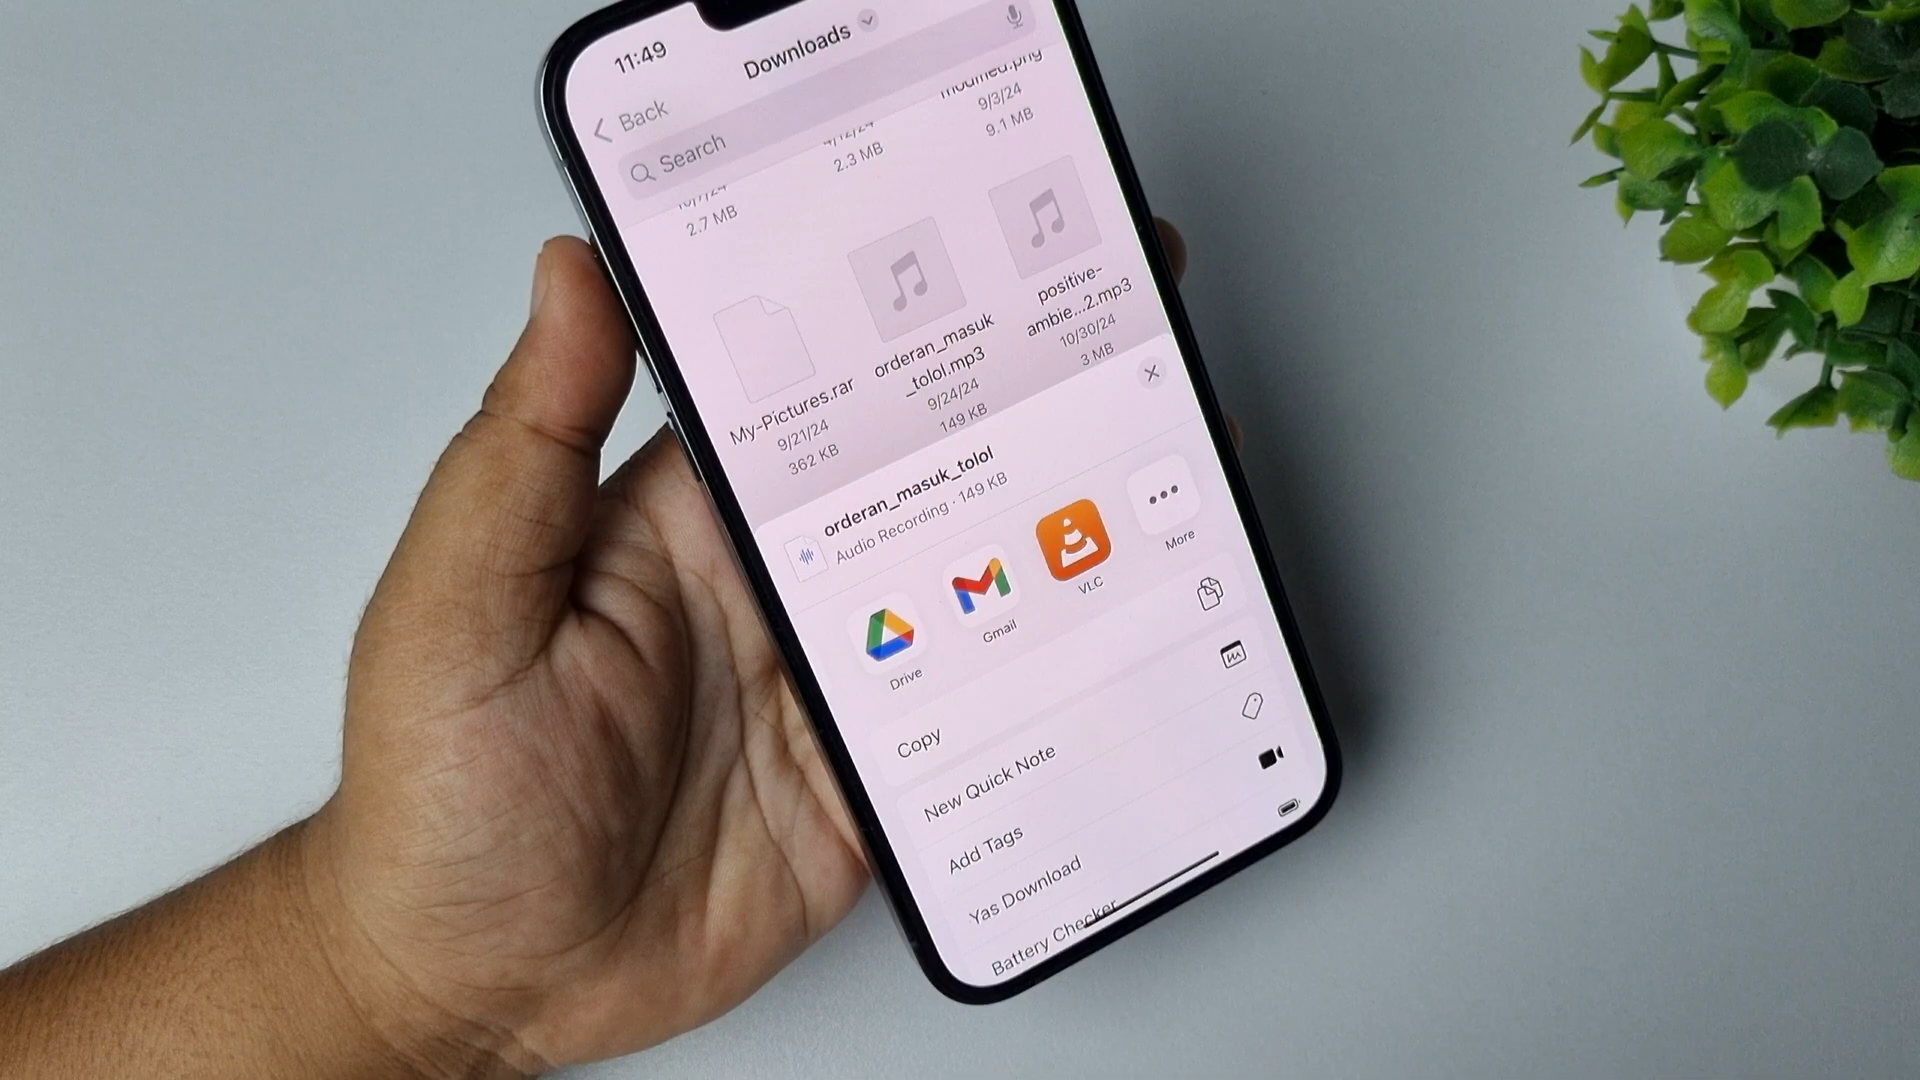 11:49
Downloads
Back
Search
9/3/24
9.1 MB
2.3 MB
2.7 MB
My-Pictures.rar
9/21/24
362 KB
orderan_masuk
_tolol.mp3
9/24/24
149 KB
positive-
ambie...2.mp3
10/30/24
3 MB
orderan_masuk_tolol
Audio Recording · 149 KB
Drive
Gmail
VLC
More
Copy
New Quick Note
Add Tags
Yas Download
Battery Checker